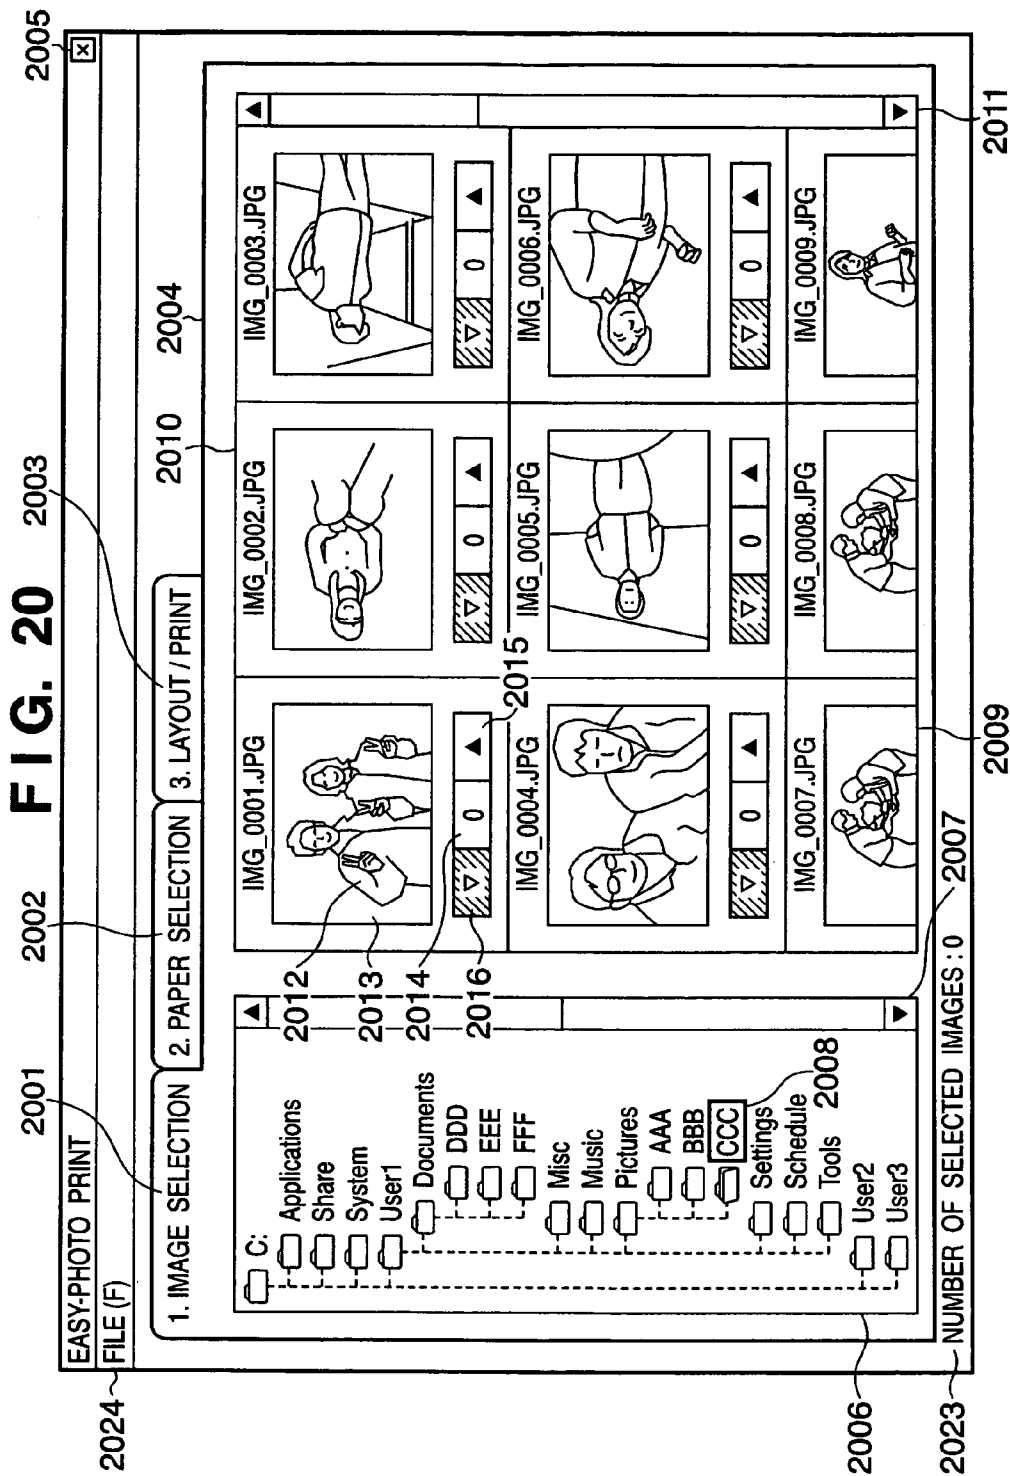 FIG. 20
2001
2002
2003
2004
2005
2010
2024
EASY-PHOTO PRINT
×
FILE (F)
1. IMAGE SELECTION
2. PAPER SELECTION
3. LAYOUT / PRINT
C:
Applications
Share
System
User1
Documents
DDD
EEE
FFF
Misc
Music
Pictures
AAA
BBB
CCC
Settings
Schedule
Tools
User2
User3
2008
IMG_0001.JPG
IMG_0002.JPG
IMG_0003.JPG
2012
2013
2014
2016
2015
0
0
0
IMG_0004.JPG
IMG_0005.JPG
IMG_0006.JPG
0
0
0
IMG_0007.JPG
IMG_0008.JPG
IMG_0009.JPG
NUMBER OF SELECTED IMAGES:0
2006
2023
2007
2009
2011